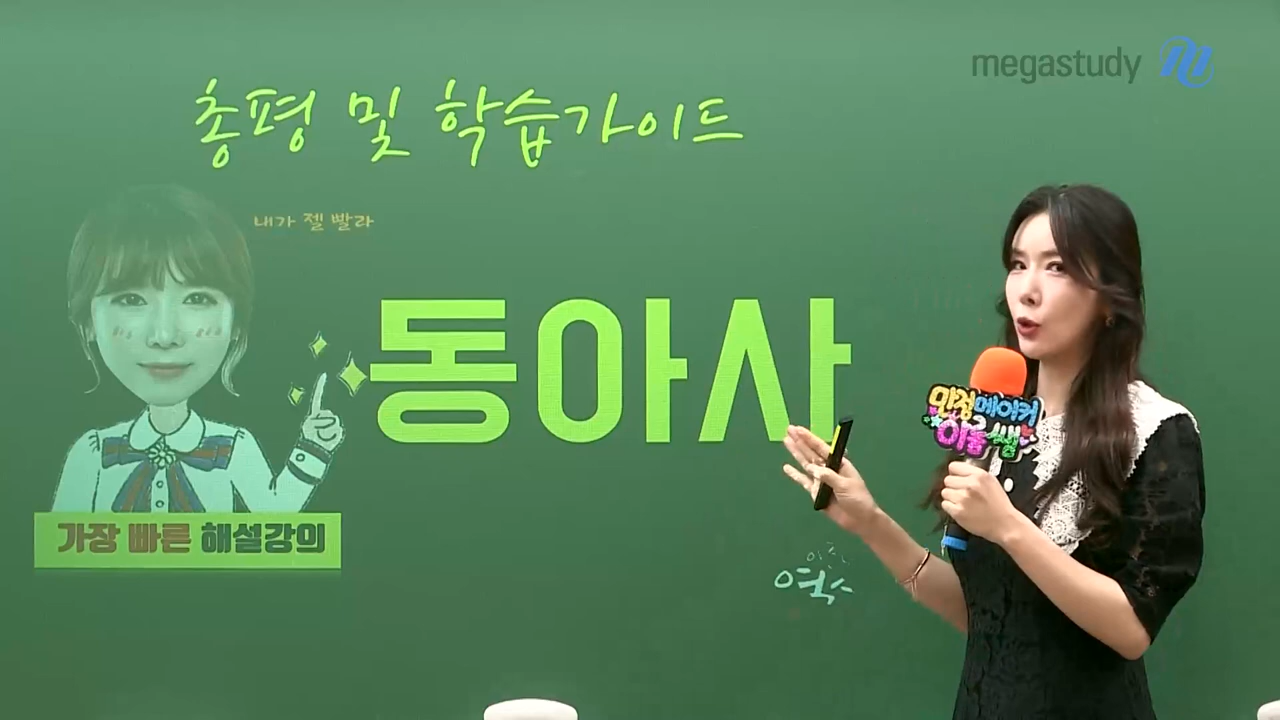 megastudy
총평 및 학습가이드
내가 젤 빨라
동아사
만점메이커
이율쌤
가장 빠른 해설강의